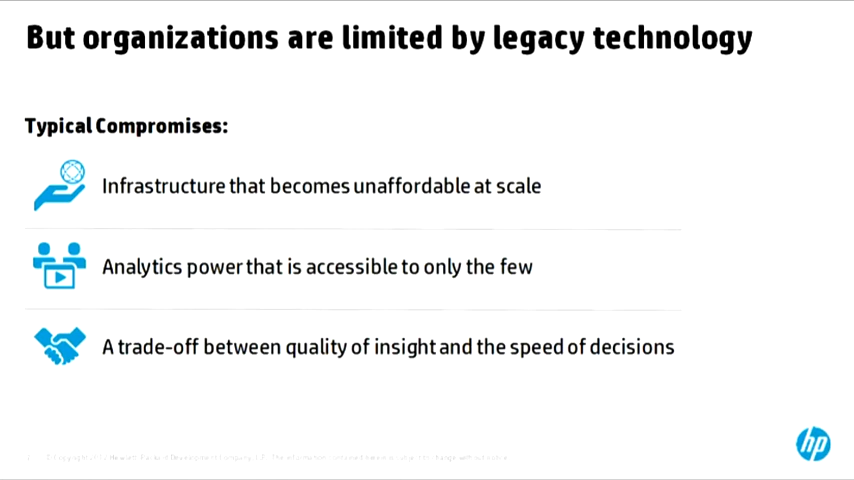 But organizations are limited by legacy technology
Typical Compromises:
Infrastructure that becomes unaffordable at scale
Analytics power that is accessible to only the few
A trade-off between quality of insight and the speed of decisions
hp